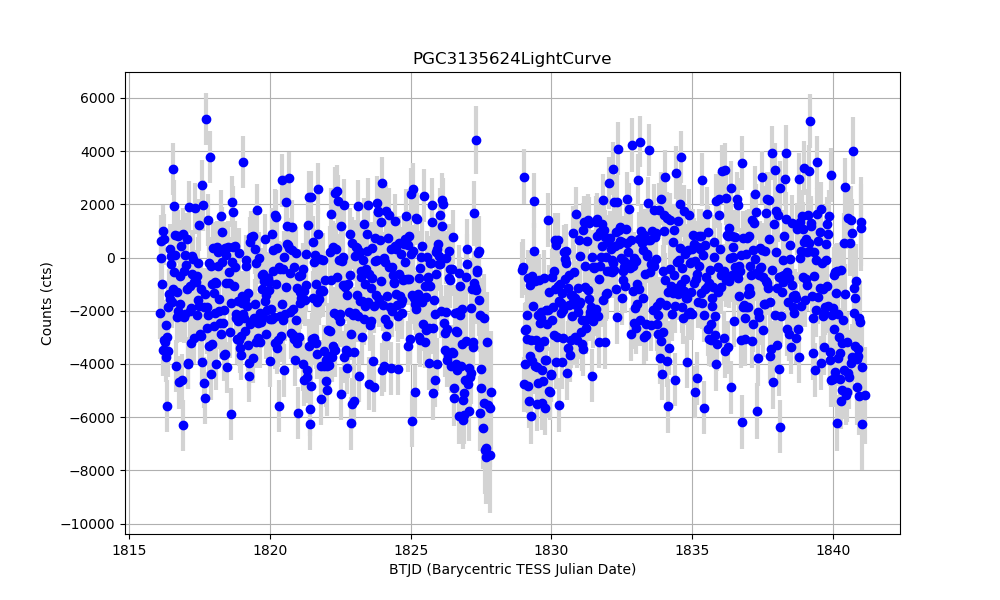 PGC3135624LightCurve
6000
4000
2000
0
−2000
−4000
−6000
−8000
−10000
Counts (cts)
1815 1820 1825 1830 1835 1840
BTJD (Barycentric TESS Julian Date)